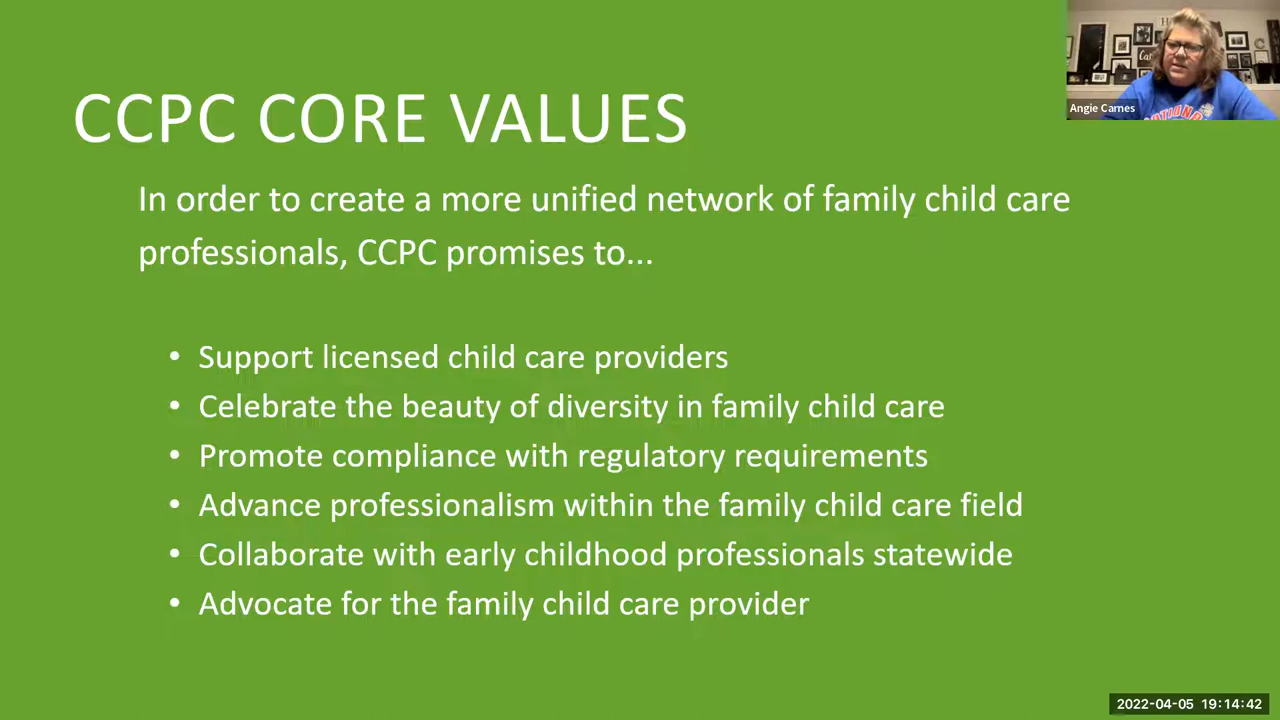 CCPC CORE VALUES
Angie Carnes
In order to create a more unified network of family child care
professionals, CCPC promises to...
• Support licensed child care providers
• Celebrate the beauty of diversity in family child care
• Promote compliance with regulatory requirements
• Advance professionalism within the family child care field
• Collaborate with early childhood professionals statewide
• Advocate for the family child care provider
2022-04-05 19:14:42